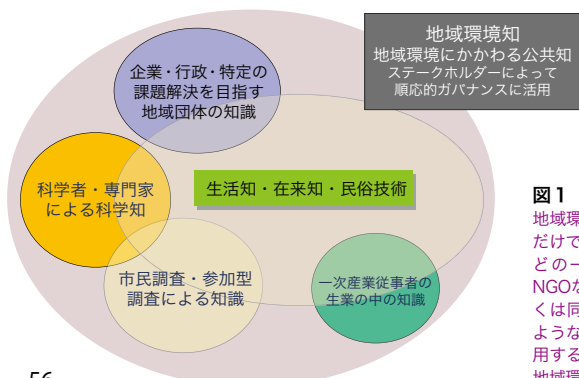 地域環境知
地域環境にかかわる公共知
ステークホルダーによって
順応的ガバナンスに活用
企業・行政・特定の
課題解決を目指す
地域団体の知識
科学者・専門家
による科学知
生活知・在来知・民俗技術
市民調査・参加型
調査による知識
一次産業従事者の
生業の中の知識
図1
地域環境
だけで
どの一
NGOな
くは同
ような
用する
地域環境
56